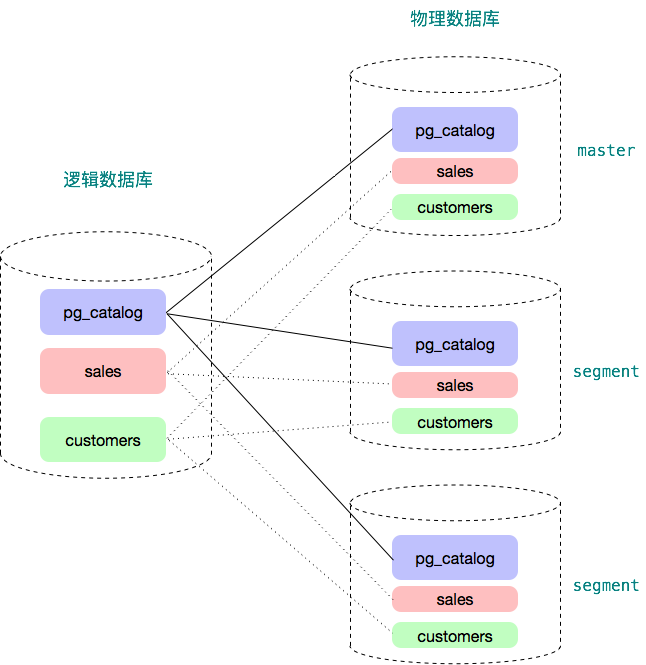 物理数据库
pg_catalog
sales
customers
master
逻辑数据库
pg_catalog
sales
customers
pg_catalog
sales
customers
segment
pg_catalog
sales
customers
segment